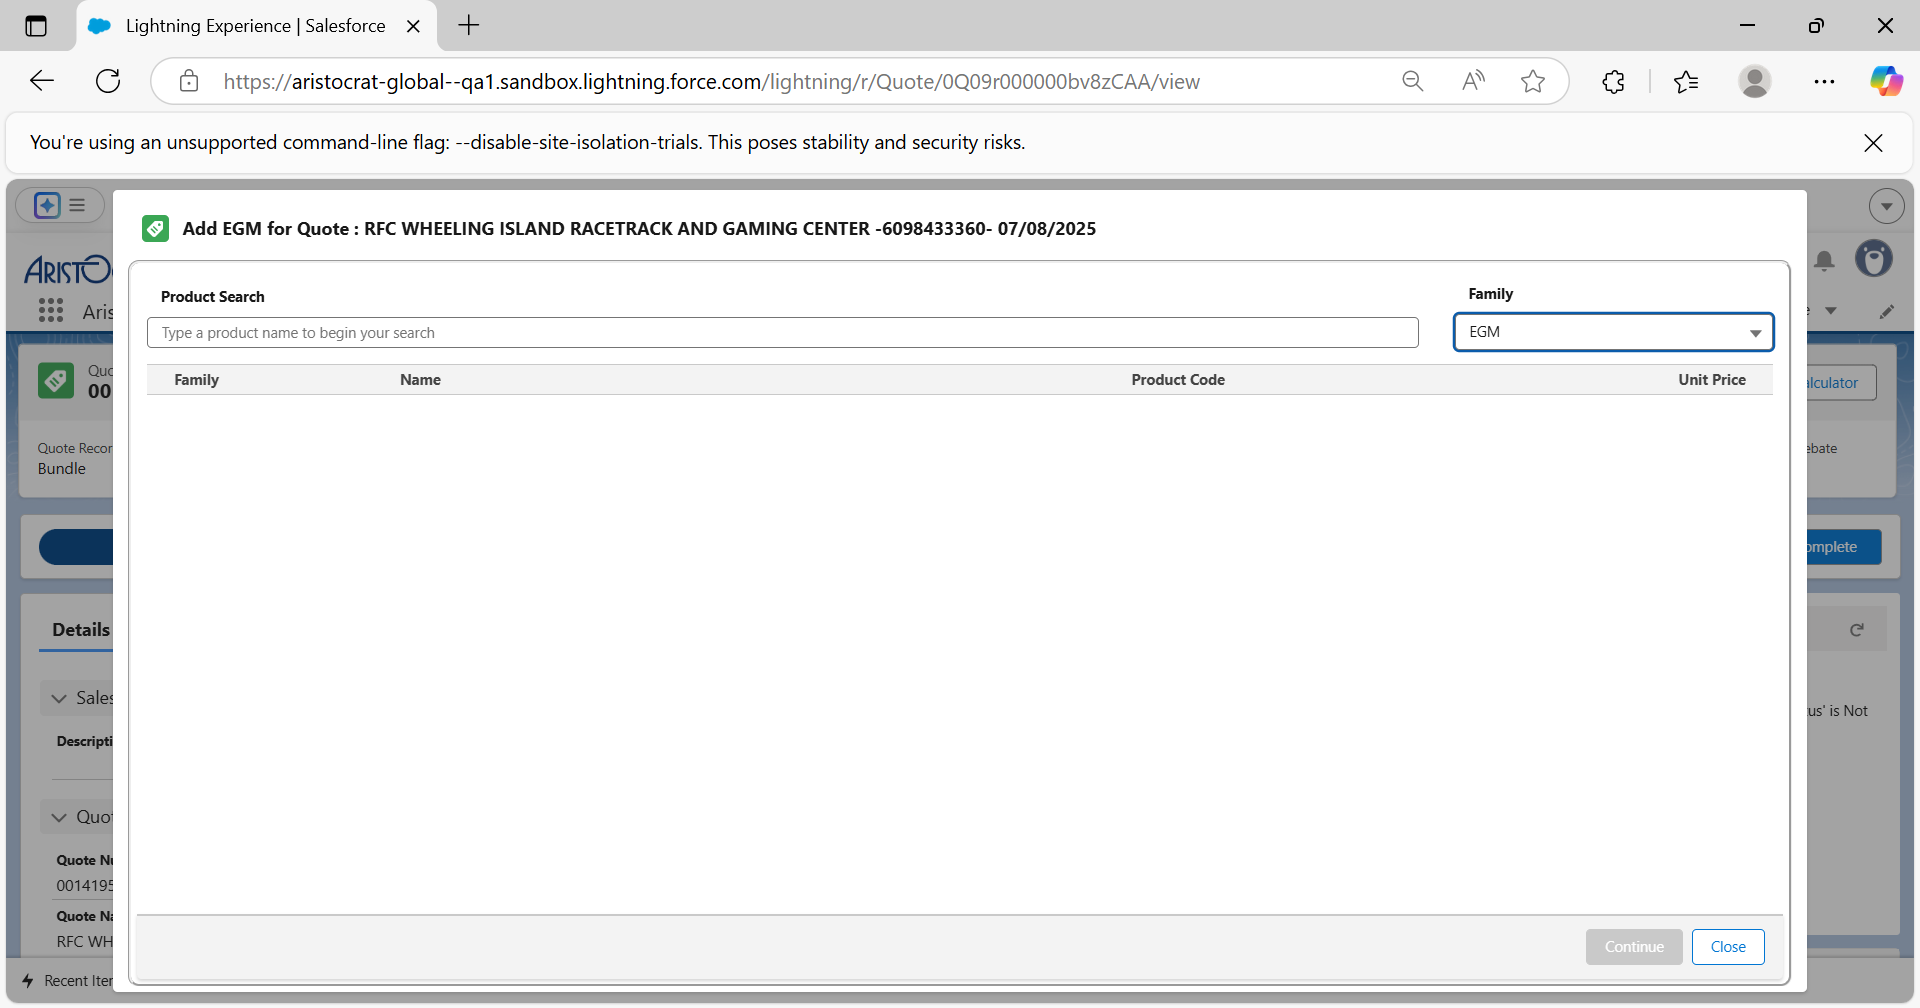 Lightning Experience | Salesforce
https://aristocrat-global--qa1.sandbox.lightning.force.com/lightning/r/Quote/0Q09r000000bv8zCAA/view
You're using an unsupported command-line flag: --disable-site-isolation-trials. This poses stability and security risks.
Add EGM for Quote : RFC WHEELING ISLAND RACETRACK AND GAMING CENTER -6098433360- 07/08/2025
ARISTOC
Aris
Product Search
Family
Type a product name to begin your search
EGM
Family Name Product Code Unit Price
Quo
00
alculator
Quote Recor
Bundle
ebate
omplete
Details
Sales
us' is Not
Descripti
Quot
Quote Nu
0014195
Quote Na
RFC WH
Continue Close
Recent Iter